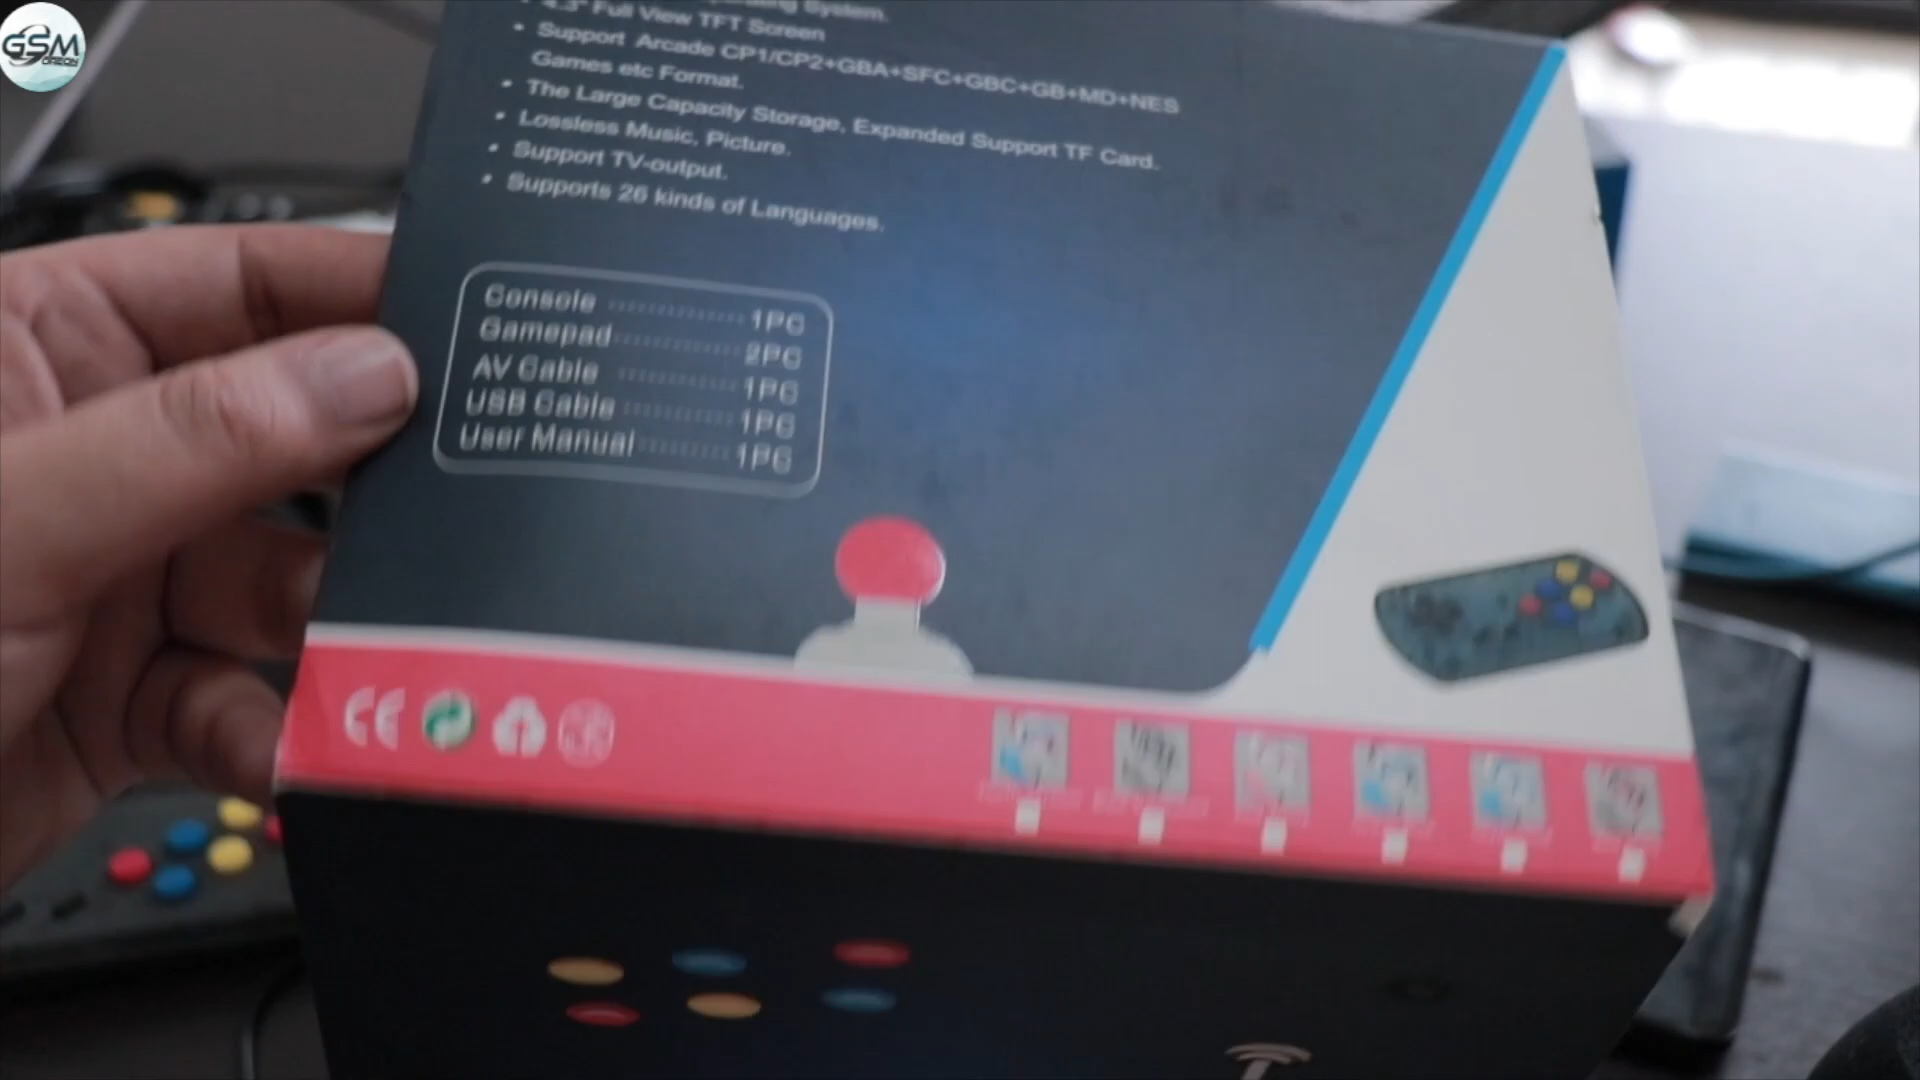 GSM
System.
4.3" Full View TFT Screen
Support Arcade CP1/CP2+GBA+SFC+GBC+GB+MD+NES
Games etc Format.
The Large Capacity Storage, Expanded Support TF Card.
Lossless Music, Picture.
Support TV-output.
Supports 26 kinds of Languages.
Console ............... 1PC
Gamepad ............... 2PC
AV Cable ............... 1PC
USB Cable ............... 1PC
User Manual ............... 1PC
CE